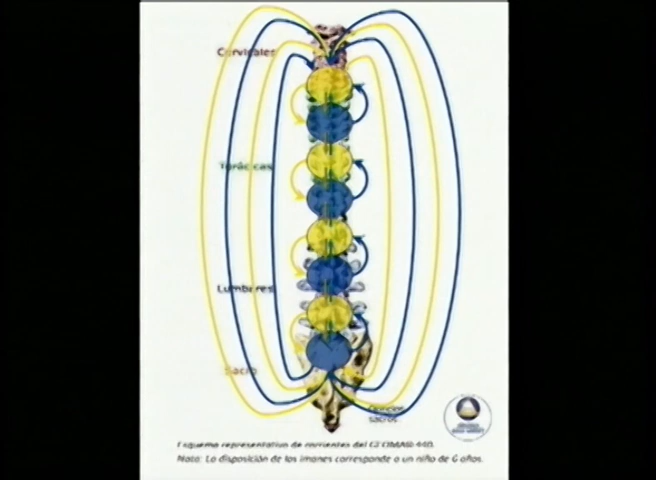 Cervicales
Torácicas
Lumbares
Sacro
sacros
Esquema representativo de corrientes del
Nota: La disposición de los imanes corresponde a un niño de 6 años.